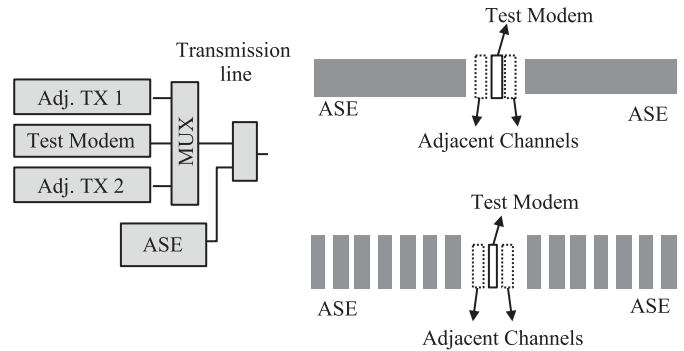 Transmission
line
Adj. TX 1
Test Modem
Adj. TX 2
MUX
ASE
Test Modem
ASE
ASE
Adjacent Channels
Test Modem
ASE
ASE
Adjacent Channels